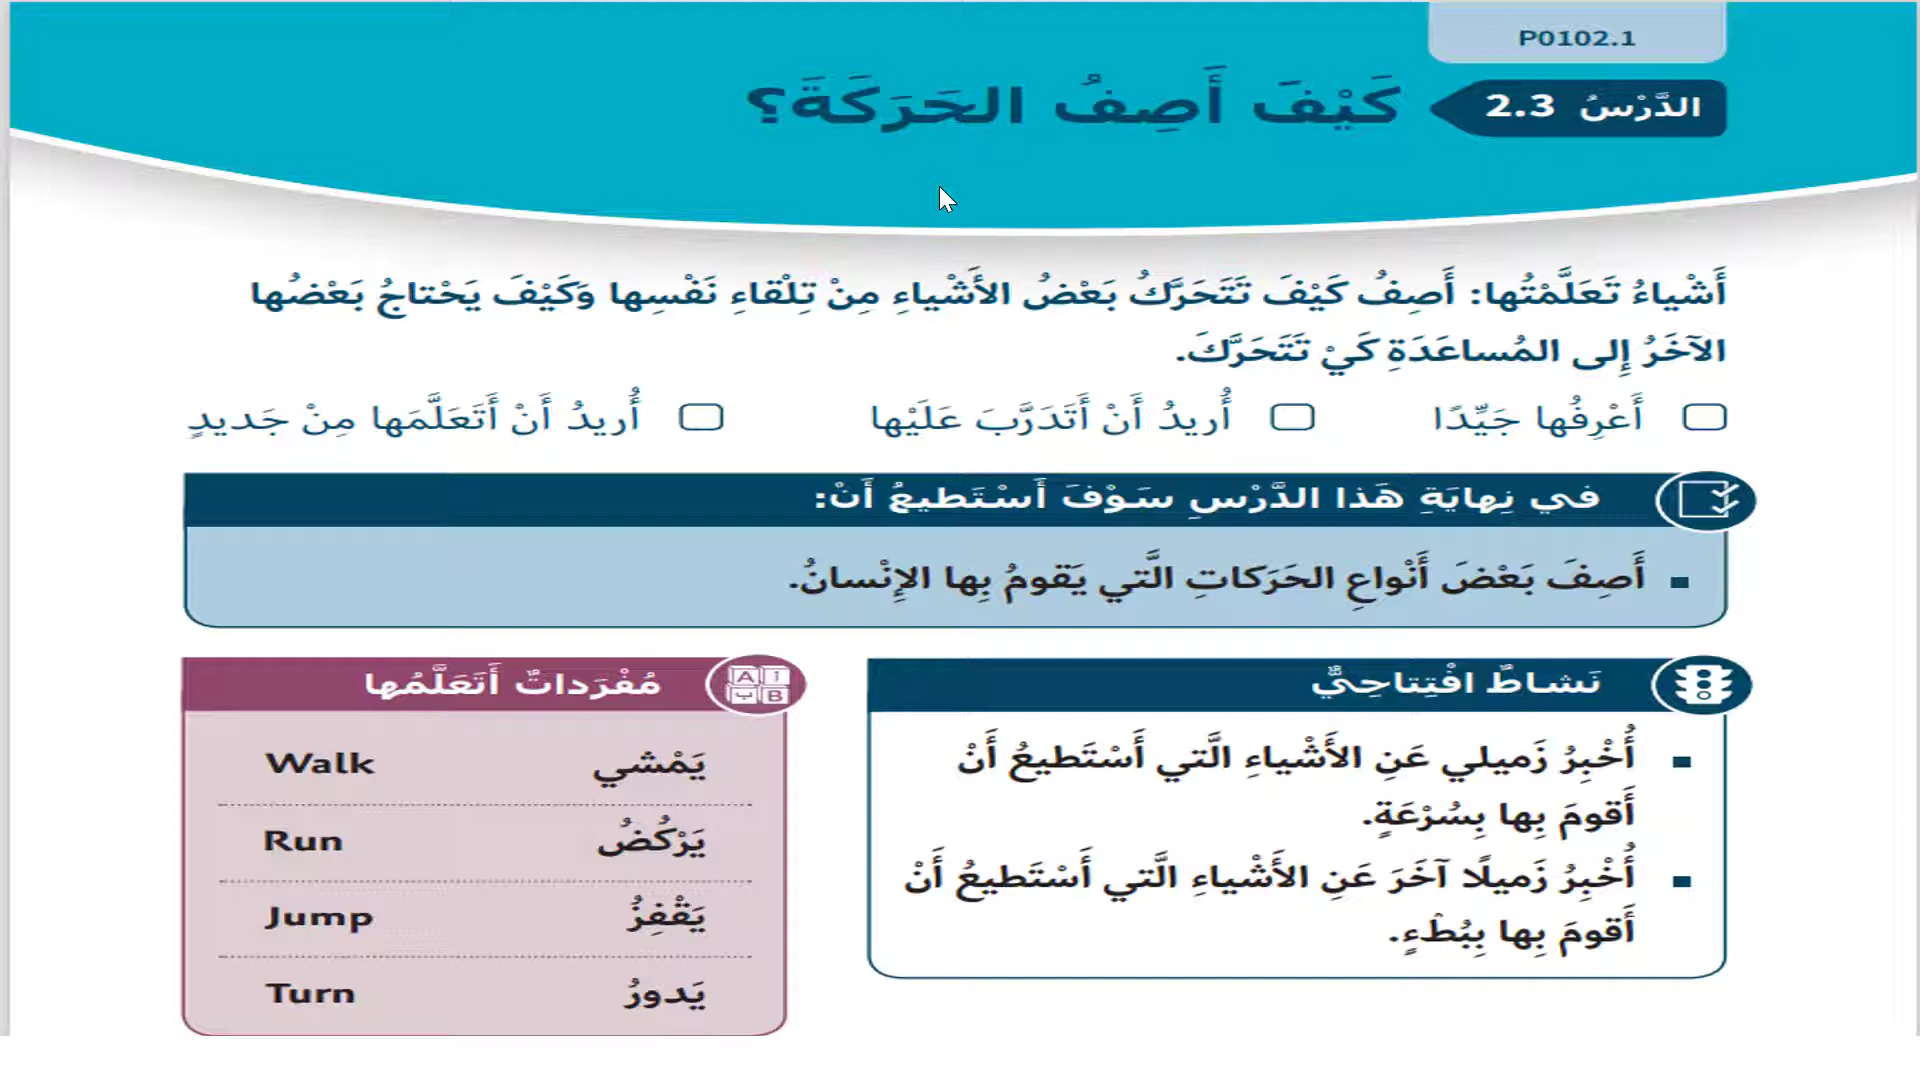 P0102.1
الدَّرْسُ 2.3 كَيْفَ أَصِفُ الحَرَكَةَ؟
أَشْياءُ تَعَلَّمْتُها: أَصِفُ كَيْفَ تَتَحَرَّكُ بَعْضُ الأَشْياءِ مِنْ تِلْقاءِ نَفْسِها وَكَيْفَ يَحْتاجُ بَعْضُها
الآخَرُ إِلى المُساعَدَةِ كَيْ تَتَحَرَّكَ.
أَعْرِفُها جَيِّدًا أُريدُ أَنْ أَتَدَرَّبَ عَلَيْها أُريدُ أَنْ أَتَعَلَّمَها مِنْ جَديدٍ
في نِهايَةِ هَذا الدَّرْسِ سَوْفَ أَسْتَطيعُ أَنْ:
▪ أَصِفَ بَعْضَ أَنْواعِ الحَرَكاتِ الَّتي يَقومُ بِها الإِنْسانُ.
نَشاطٌ افْتِتاحِيٌّ
▪ أُخْبِرُ زَميلي عَنِ الأَشْياءِ الَّتي أَسْتَطيعُ أَنْ
أَقومَ بِها بِسُرْعَةٍ.
▪ أُخْبِرُ زَميلًا آخَرَ عَنِ الأَشْياءِ الَّتي أَسْتَطيعُ أَنْ
أَقومَ بِها بِبُطْءٍ.
مُفْرَداتٌ أَتَعَلَّمُها
يَمْشي Walk
يَرْكُضُ Run
يَقْفِزُ Jump
يَدورُ Turn